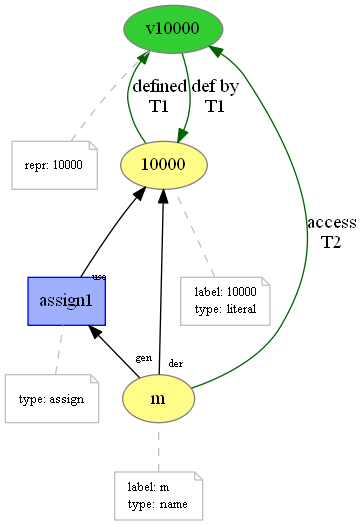 v10000
defined
T1
def by
T1
repr: 10000
10000
access
T2
use
assign1
label: 10000
type: literal
gen
der
type: assign
m
label: m
type: name